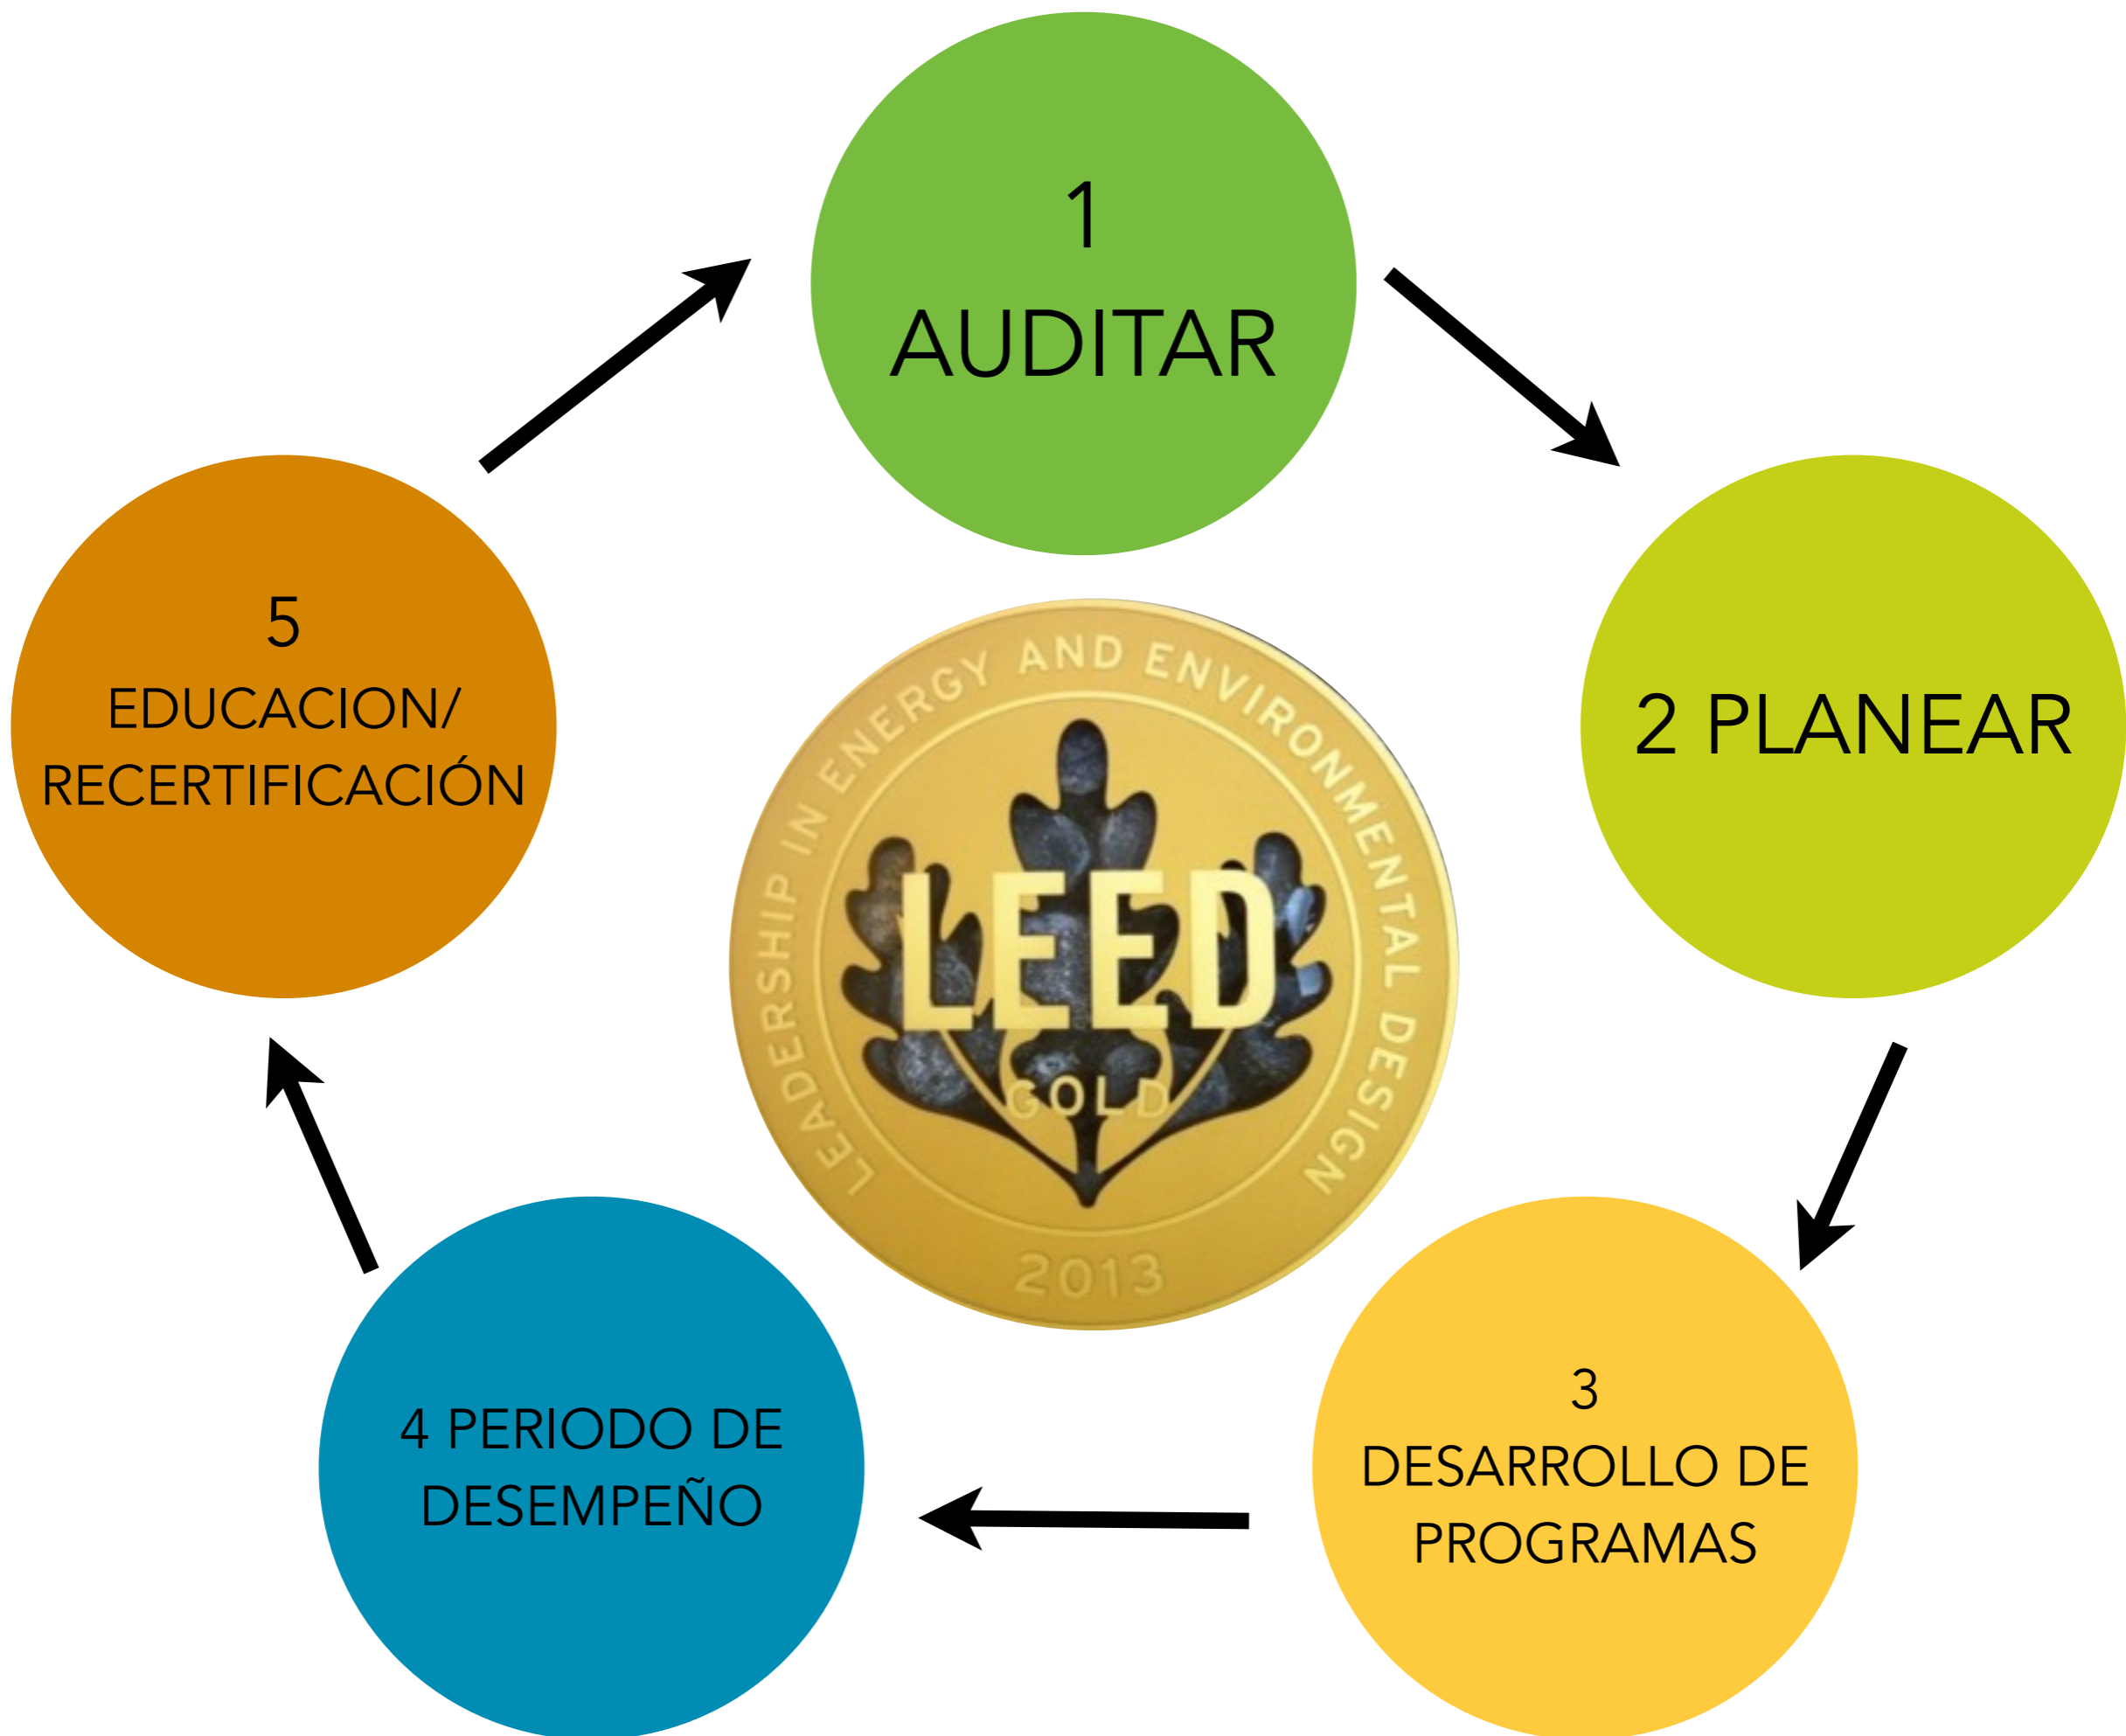 1
AUDITAR
2 PLANEAR
3
DESARROLLO DE
PROGRAMAS
4 PERIODO DE
DESEMPEÑO
5
EDUCACION/
RECERTIFICACIÓN
LEADERSHIP IN ENERGY AND ENVIRONMENTAL DESIGN
LEED
GOLD
2013